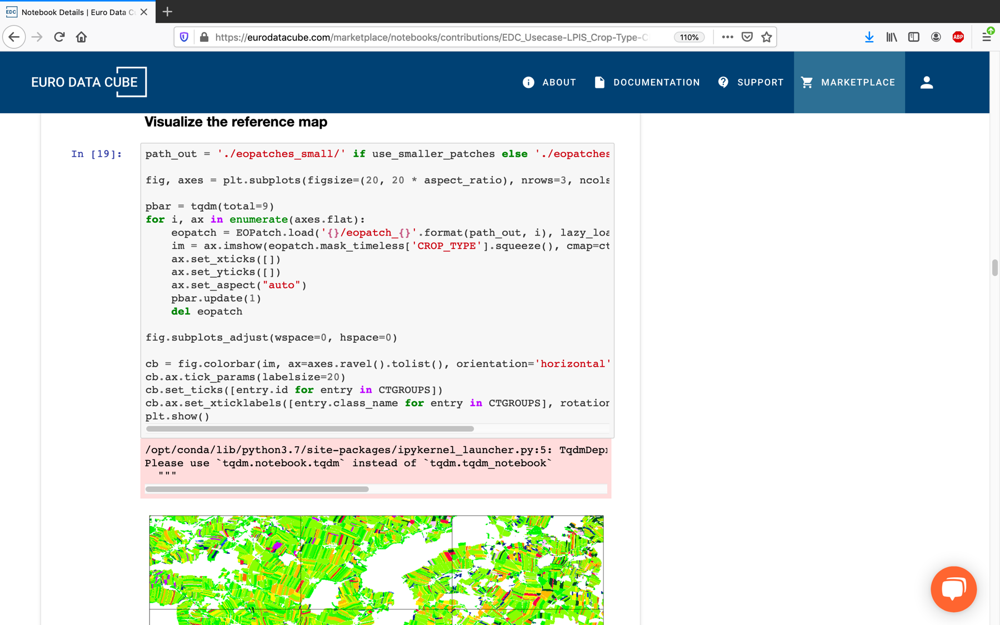 EDC Notebook Details | Euro Data C
https://eurodatacube.com/marketplace/notebooks/contributions/EDC_Usecase-LPIS_Crop-Type-C
110%
ABP
EURO DATA CUBE
ABOUT
DOCUMENTATION
SUPPORT
MARKETPLACE
Visualize the reference map
In [19]:
path_out = './eopatches_small/' if use_smaller_patches else './eopatches
fig, axes = plt.subplots(figsize=(20, 20 * aspect_ratio), nrows=3, ncols
pbar = tqdm(total=9)
for i, ax in enumerate(axes.flat):
    eopatch = EOPatch.load('{}/eopatch_{}'.format(path_out, i), lazy_loa
    im = ax.imshow(eopatch.mask_timeless['CROP_TYPE'].squeeze(), cmap=ct
    ax.set_xticks([])
    ax.set_yticks([])
    ax.set_aspect("auto")
    pbar.update(1)
    del eopatch
fig.subplots_adjust(wspace=0, hspace=0)
cb = fig.colorbar(im, ax=axes.ravel().tolist(), orientation='horizontal'
cb.ax.tick_params(labelsize=20)
cb.set_ticks([entry.id for entry in CTGROUPS])
cb.ax.set_xticklabels([entry.class_name for entry in CTGROUPS], rotation
plt.show()
/opt/conda/lib/python3.7/site-packages/ipykernel_launcher.py:5: TqdmDepr
Please use `tqdm.notebook.tqdm` instead of `tqdm.tqdm_notebook`
  """